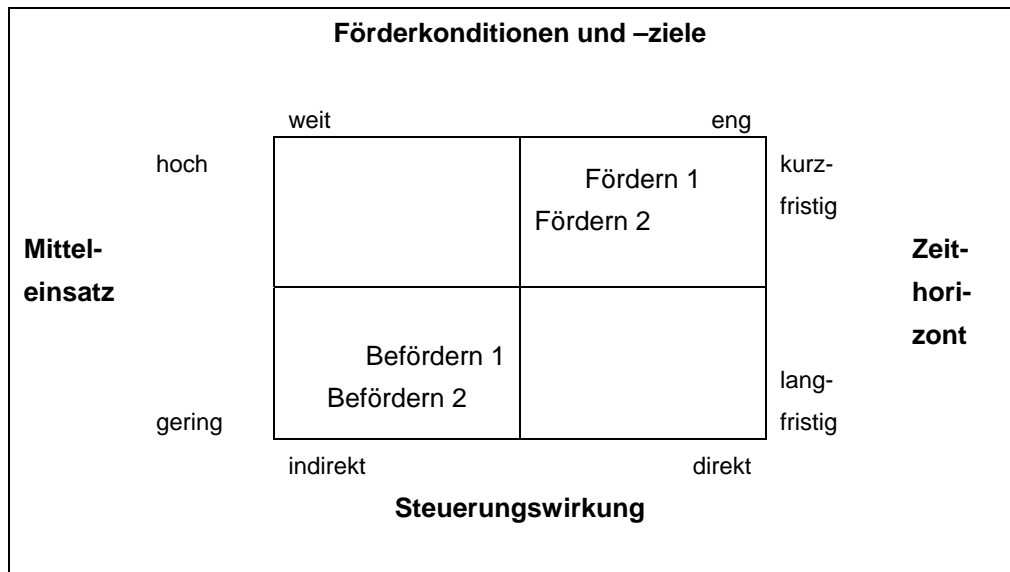 Förderkonditionen und –ziele
weit eng
hoch Fördern 1 kurz-
Fördern 2 fristig
Mittel- Zeit-
einsatz hori-
zont
Befördern 1
Befördern 2 lang-
gering fristig
indirekt direkt
Steuerungswirkung